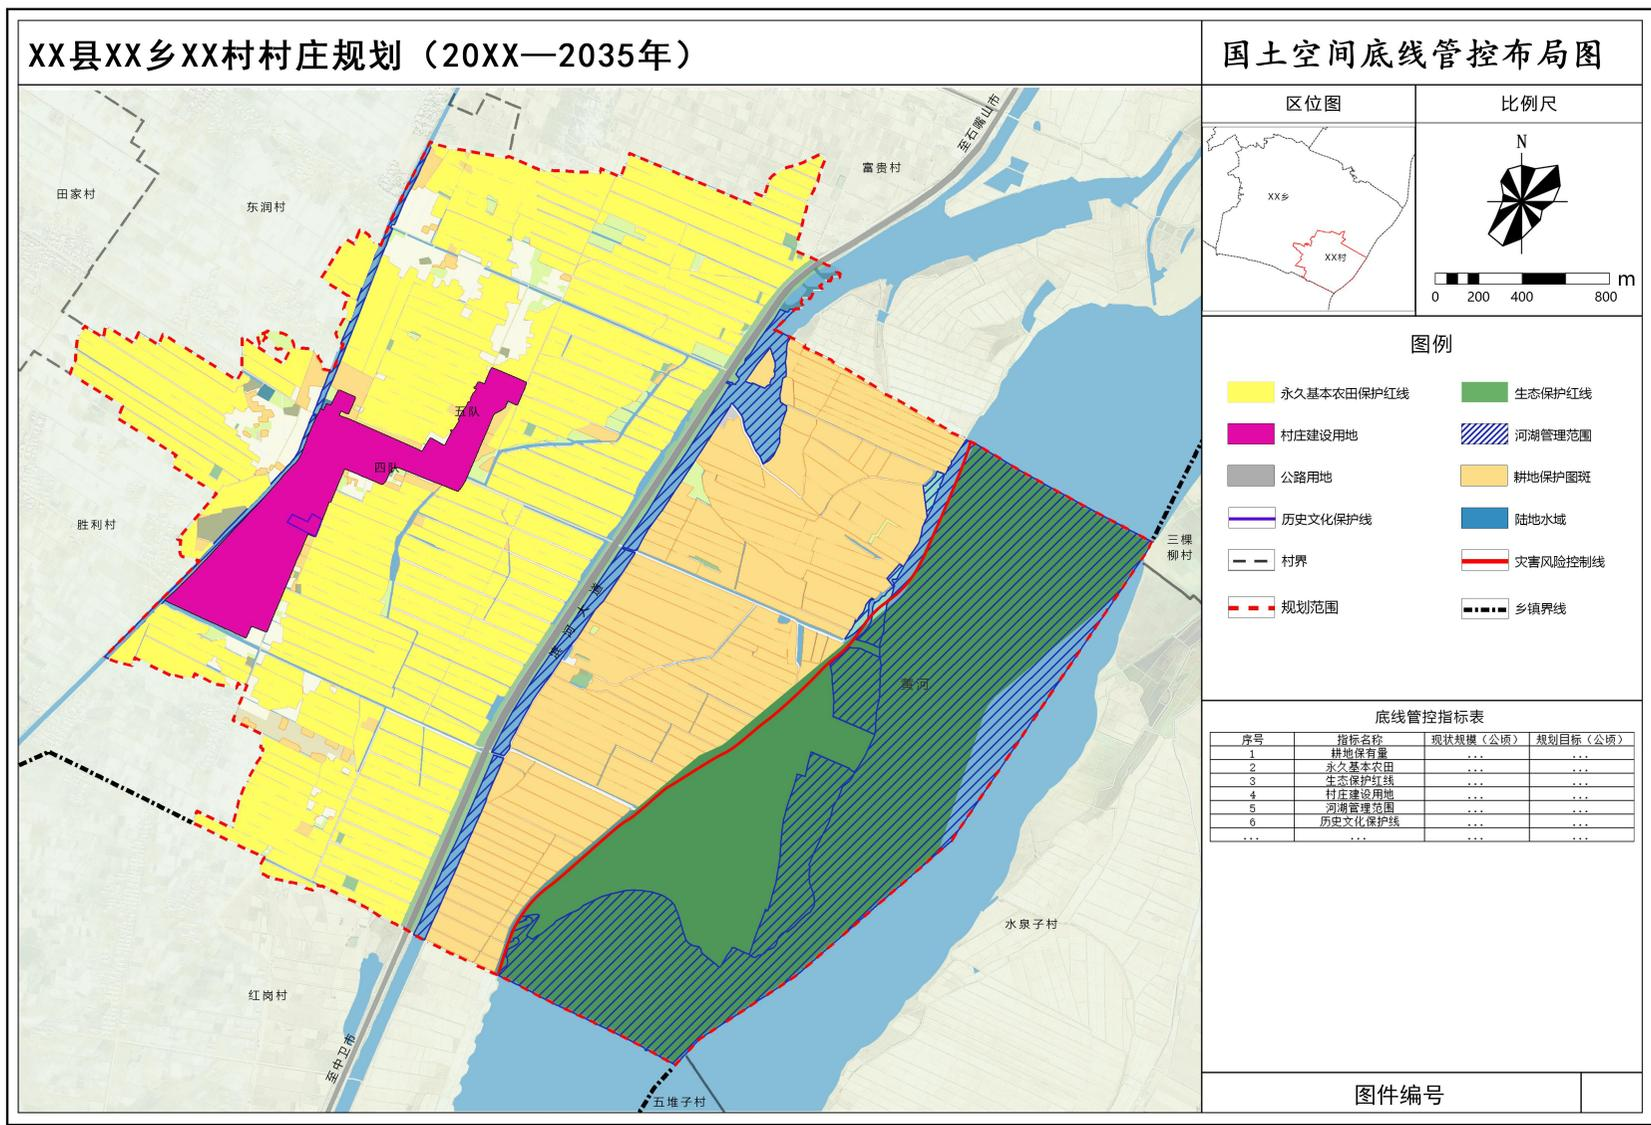 XX县XX乡XX村村庄规划（20XX—2035年）
国土空间底线管控布局图
区位图
比例尺
XX乡
XX村
N
0 200 400 800 m
图例
永久基本农田保护红线
生态保护红线
村庄建设用地
河湖管理范围
公路用地
耕地保护图斑
历史文化保护线
陆地水域
村界
灾害风险控制线
规划范围
乡镇界线
底线管控指标表
序号 指标名称 现状规模（公顷） 规划目标（公顷）
1 耕地保有量 ... ...
2 永久基本农田 ... ...
3 生态保护红线 ... ...
4 村庄建设用地 ... ...
5 河湖管理范围 ... ...
6 历史文化保护线 ... ...
... ... ... ...
图件编号
至石嘴山市
富贵村
田家村
东润村
五队
四队
胜利村
三棵
柳村
滨河大道
黄河
水泉子村
红岗村
至中卫市
五堆子村